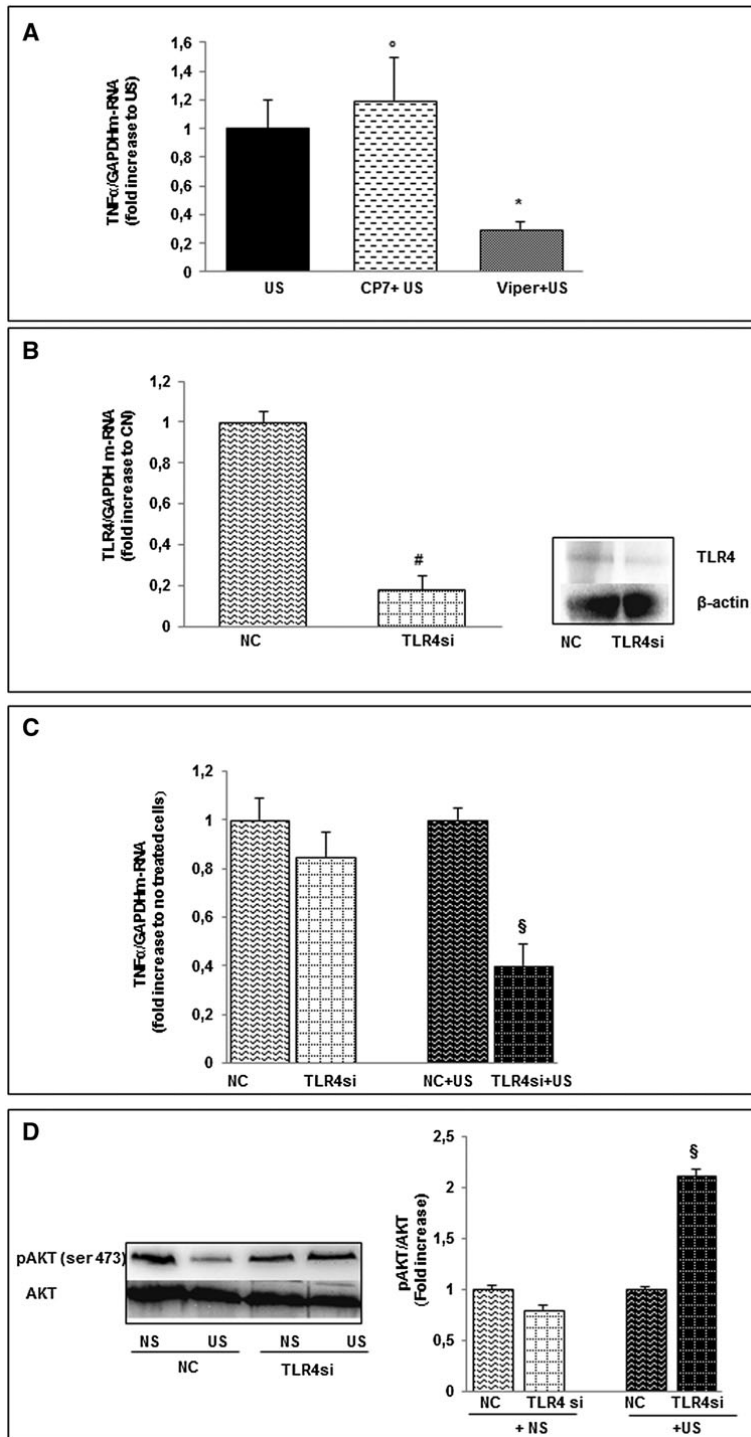 A
TNFα/GAPDHm-RNA
(fold increase to US)
1,6
1,4
1,2
1
0,8
0,6
0,4
0,2
0
°
*
US CP7+ US Viper+US
B
TLR4/GAPDH m-RNA
(fold increase to CN)
1,2
1
0,8
0,6
0,4
0,2
0
#
NC TLR4si
TLR4
β-actin
NC TLR4si
C
TNFα/GAPDHm-RNA
(fold increase to no treated cells)
1,2
1
0,8
0,6
0,4
0,2
0
§
NC TLR4si NC+US TLR4si+US
D
pAKT (ser 473)
AKT
NS US NS US
NC TLR4si
pAKT/AKT
(Fold increase)
2,5
2
1,5
1
0,5
0
§
NC TLR4 si NC TLR4si
+ NS +US